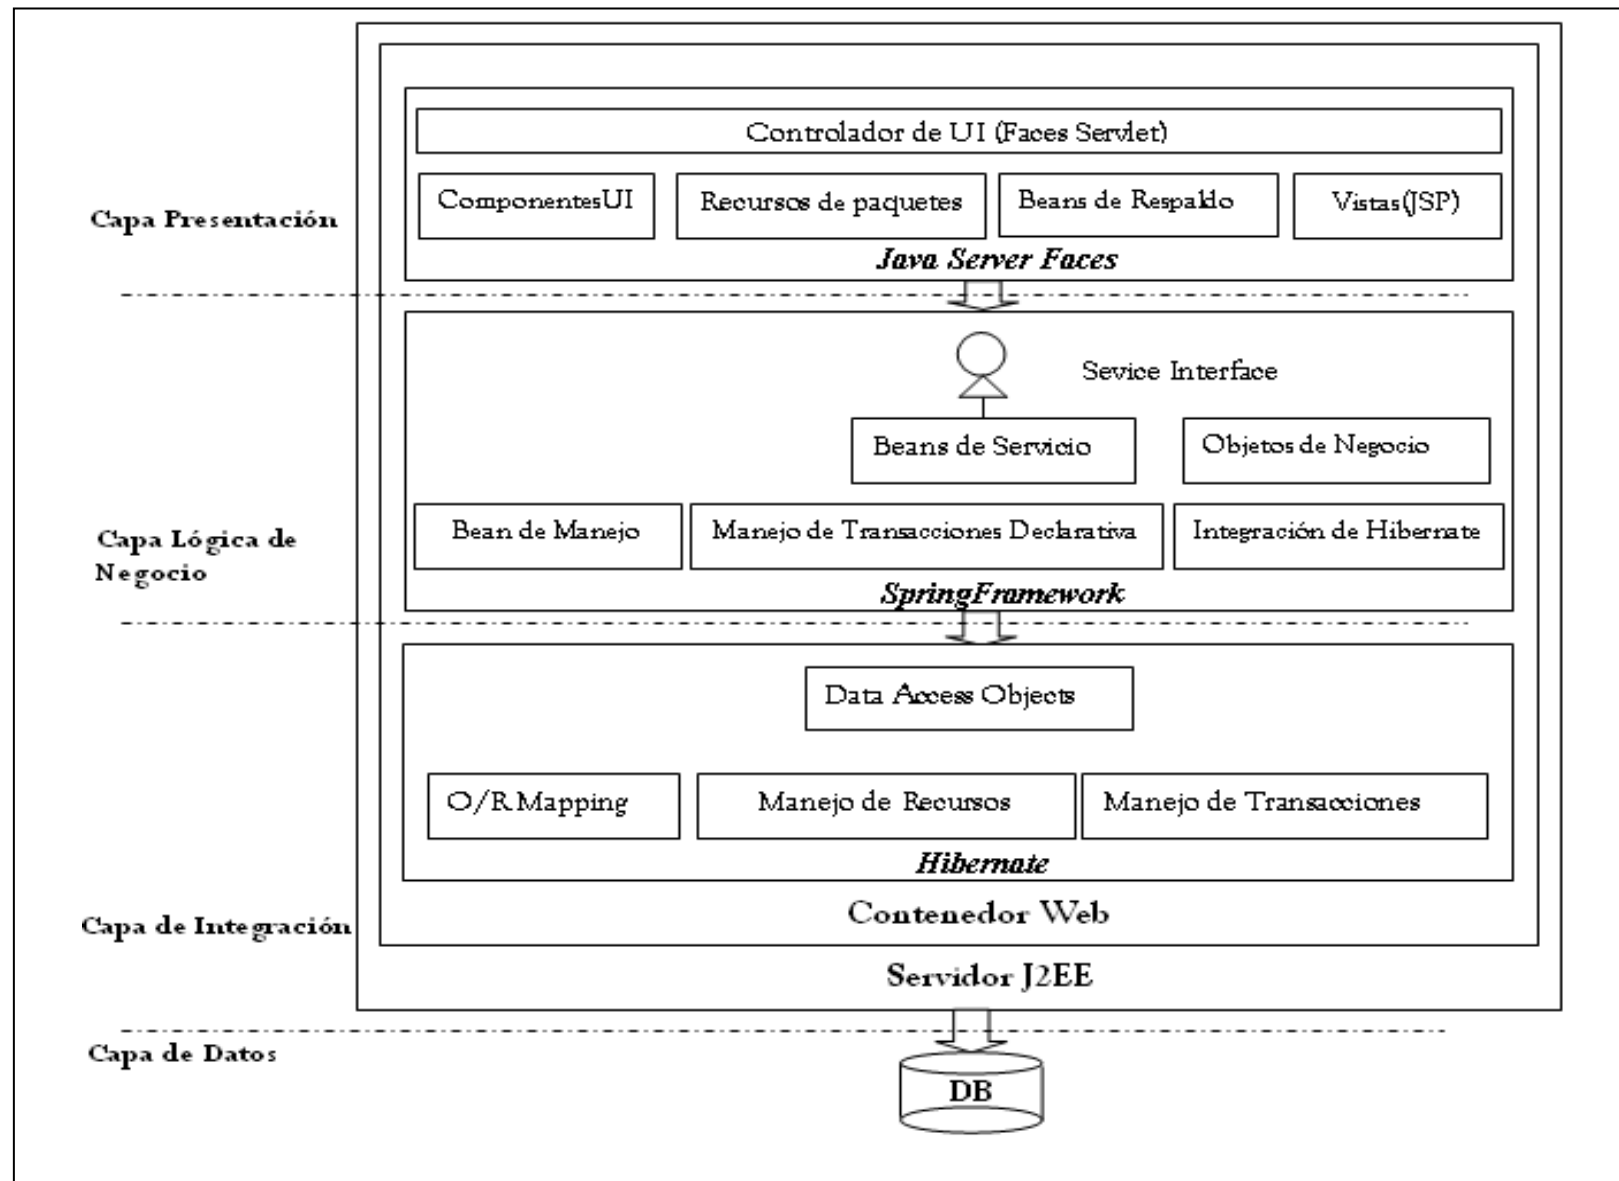 Controlador de UI (Faces Servlet)
ComponentesUI
Recursos de paquetes
Beans de Respaldo
Vistas(JSP)
Capa Presentación
Java Server Faces
Sevice Interface
Beans de Servicio
Objetos de Negocio
Bean de Manejo
Manejo de Transacciones Declarativa
Integración de Hibernate
Capa Lógica de
Negocio
SpringFramework
Data Access Objects
O/R Mapping
Manejo de Recursos
Manejo de Transacciones
Hibernate
Contenedor Web
Capa de Integración
Servidor J2EE
Capa de Datos
DB